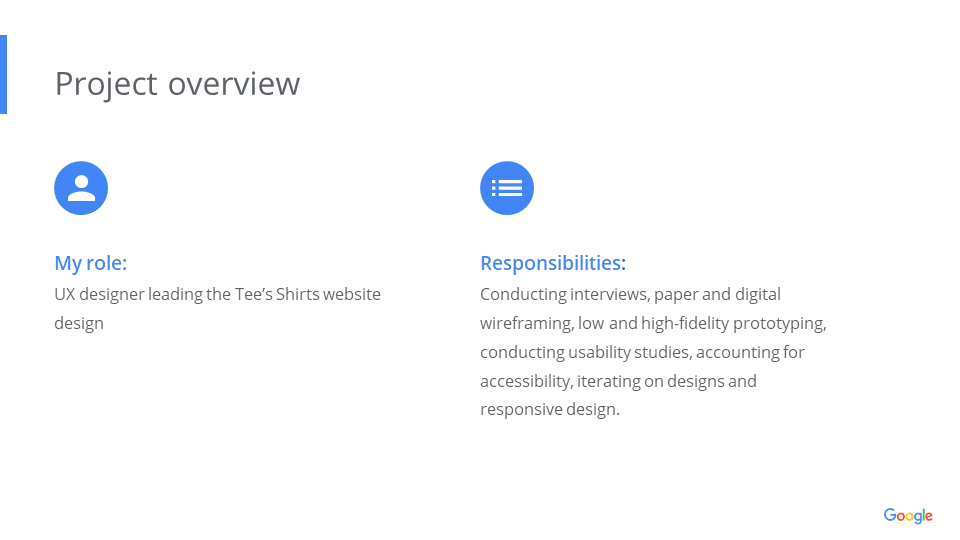 Project overview
My role:
UX designer leading the Tee’s Shirts website
design
Responsibilities:
Conducting interviews, paper and digital
wireframing, low and high-fidelity prototyping,
conducting usability studies, accounting for
accessibility, iterating on designs and
responsive design.
Google